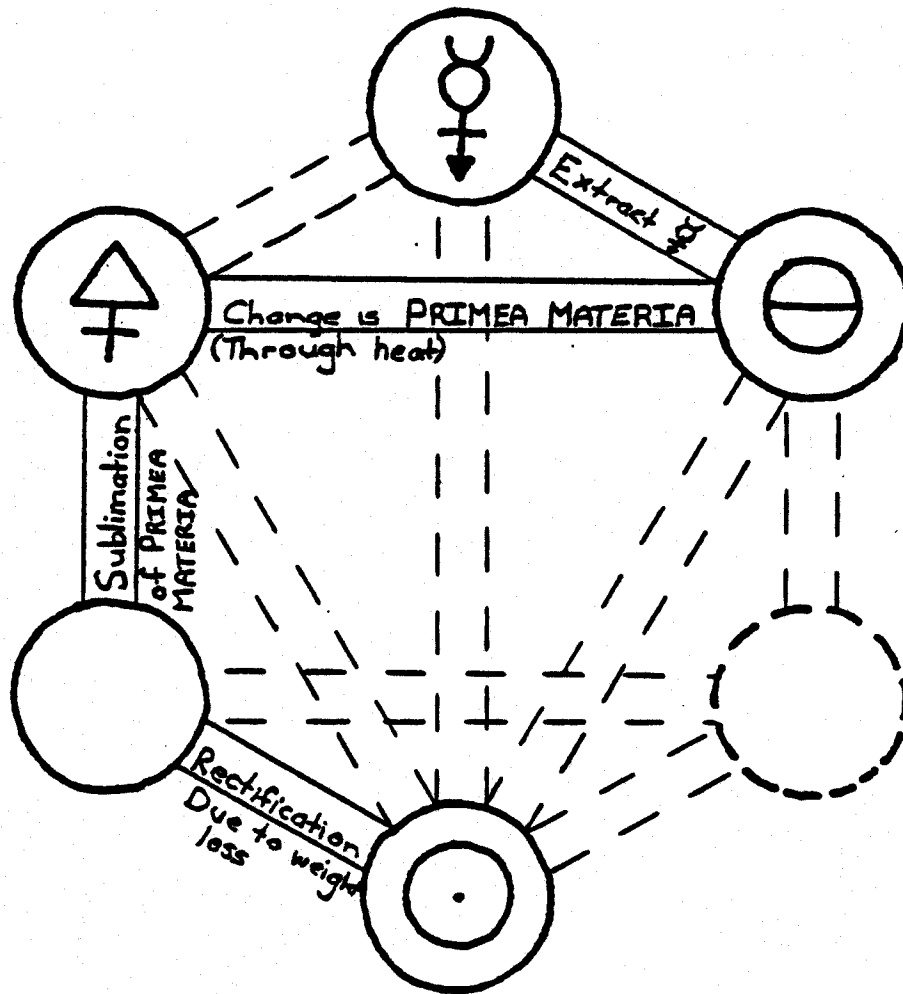 Extract ☿
Change is PRIMEA MATERIA
(Through heat)
Sublimation
of PRIMEA
MATERIA
Rectification
Due to weight
loss